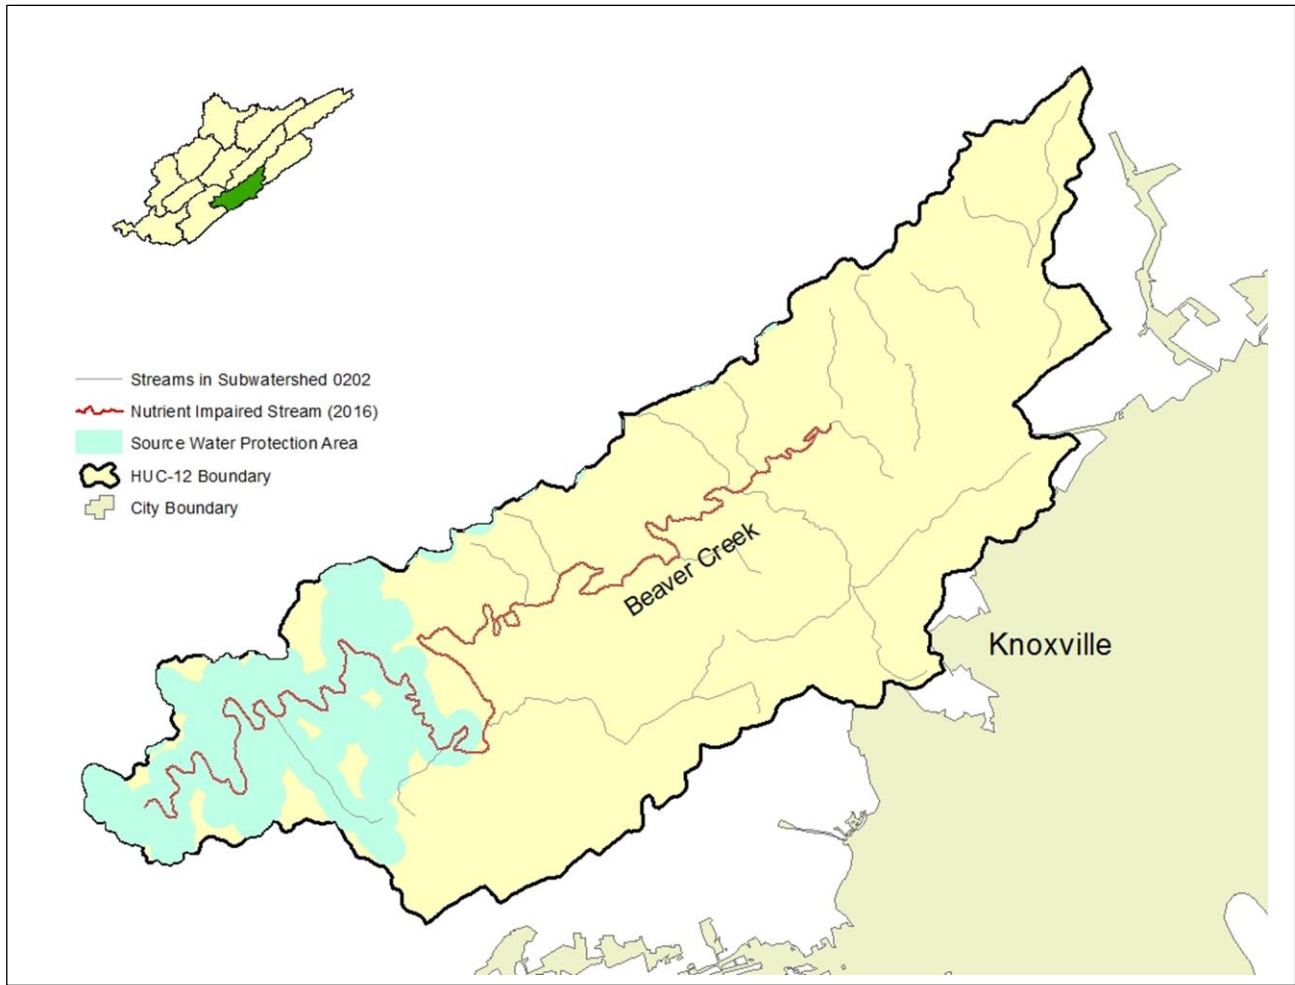 Streams in Subwatershed 0202
Nutrient Impaired Stream (2016)
Source Water Protection Area
HUC-12 Boundary
City Boundary
Beaver Creek
Knoxville